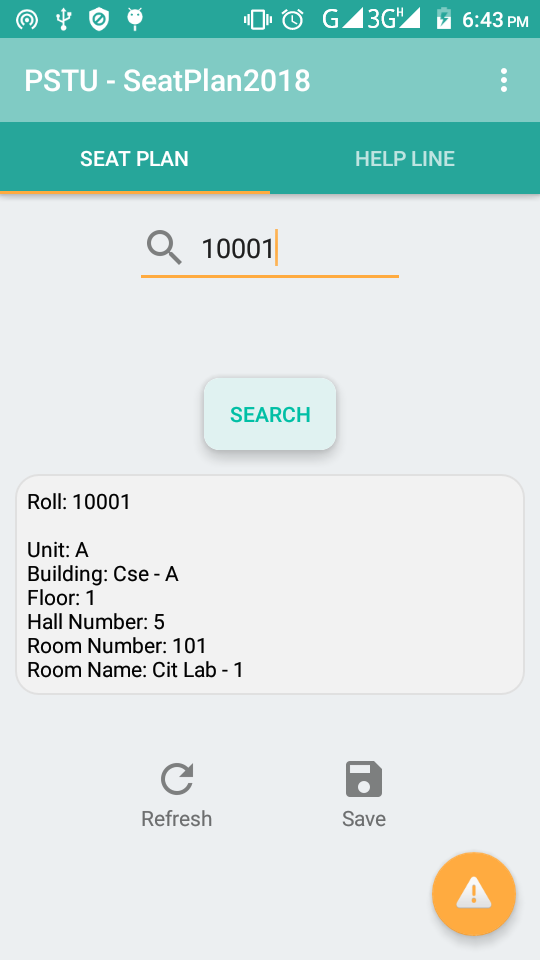 G 3G H 6:43 PM
PSTU - SeatPlan2018
SEAT PLAN HELP LINE
10001
SEARCH
Roll: 10001
Unit: A
Building: Cse - A
Floor: 1
Hall Number: 5
Room Number: 101
Room Name: Cit Lab - 1
Refresh Save